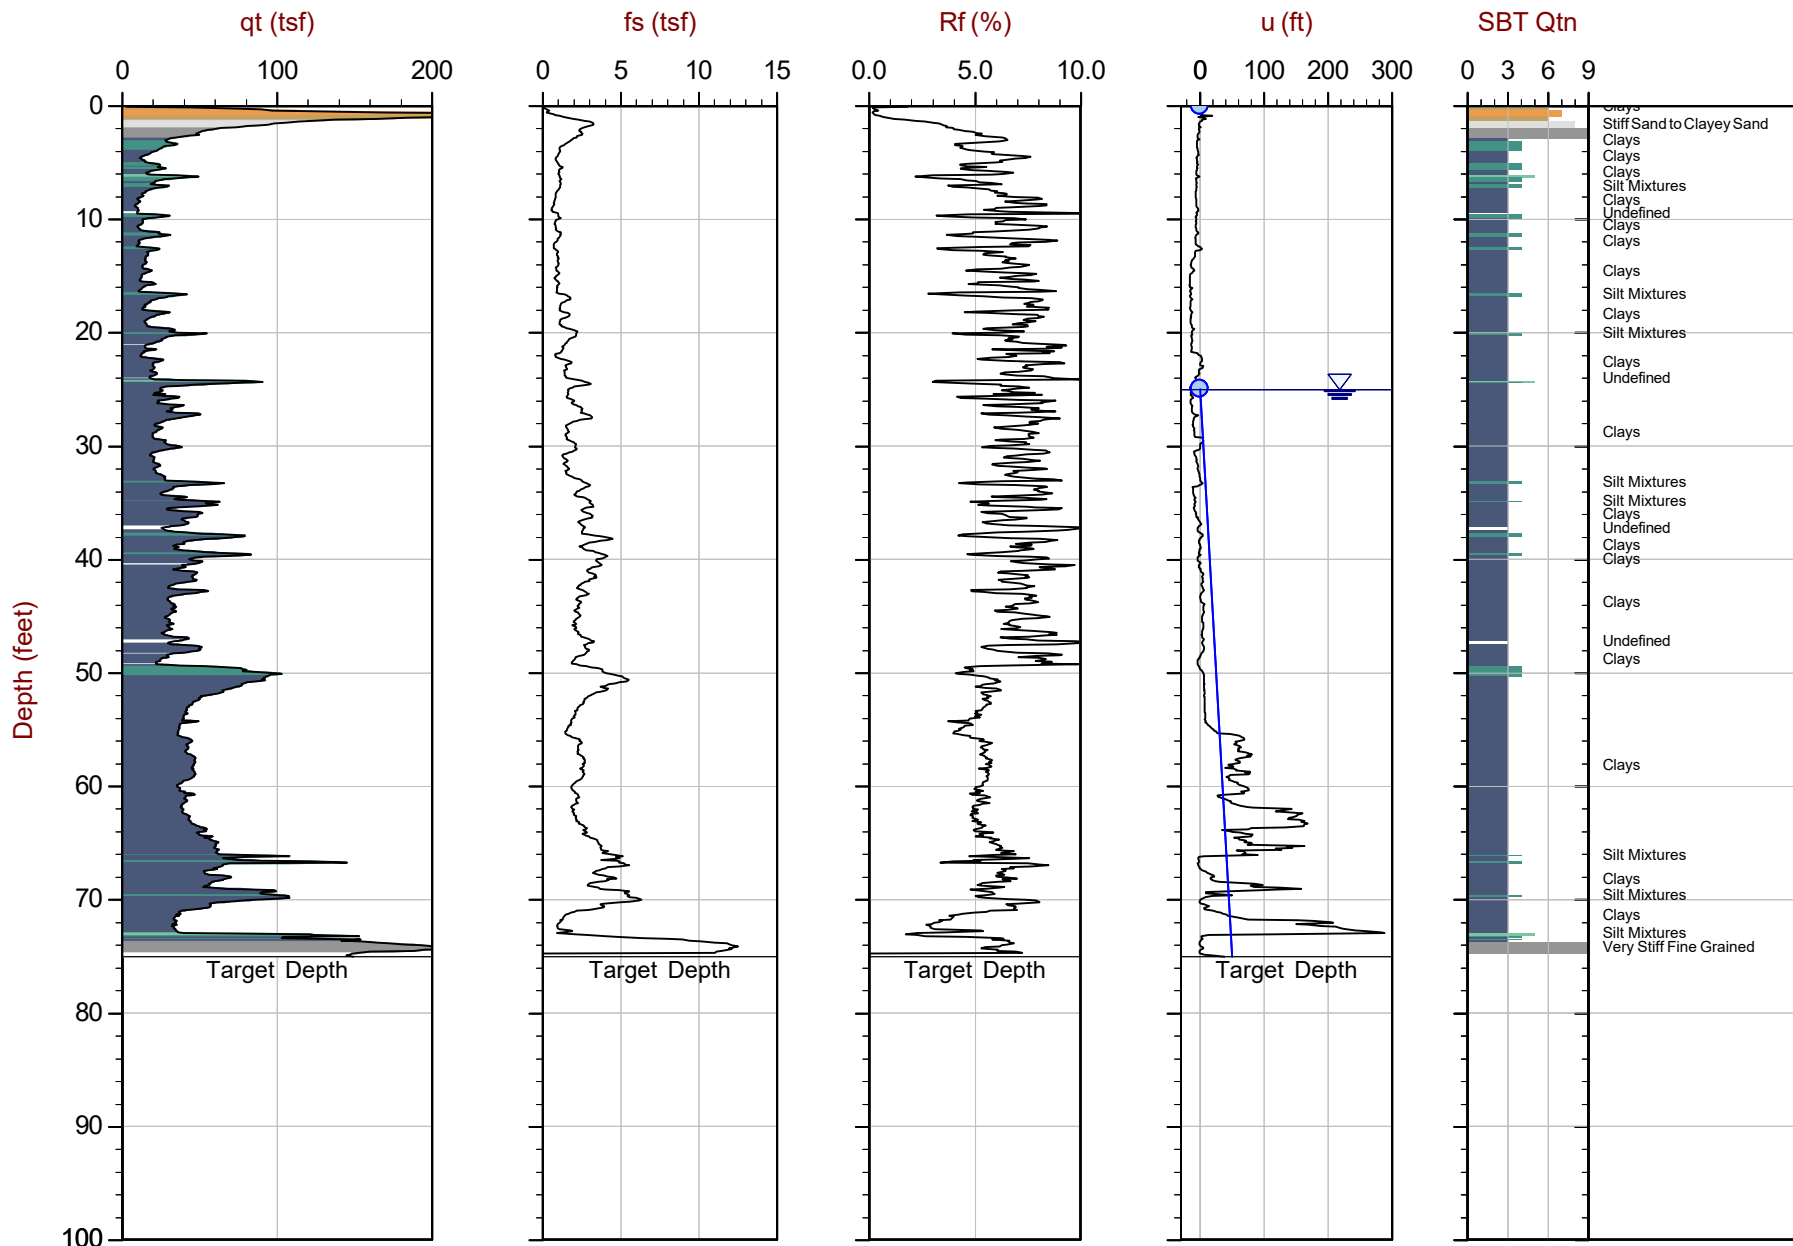 qt (tsf) fs (tsf) Rf (%) u (ft) SBT Qtn
0 100 200 0 5 10 15 0.0 5.0 10.0 0 100 200 300 0 3 6 9
0
Clays
Stiff Sand to Clayey Sand
Clays
Clays
Clays
Silt Mixtures
Clays
Undefined
10
Clays
Clays
Clays
Silt Mixtures
Clays
20
Silt Mixtures
Clays
Undefined
Clays
30
Silt Mixtures
Silt Mixtures
Clays
Undefined
Clays
40
Clays
Clays
Undefined
Clays
50
Depth (feet)
Clays
60
Silt Mixtures
Clays
70
Silt Mixtures
Clays
Silt Mixtures
Very Stiff Fine Grained
Target Depth Target Depth Target Depth Target Depth
80
90
100